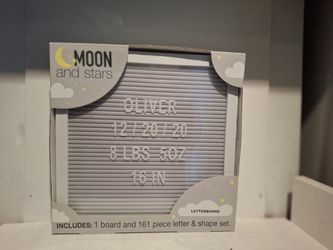 MOON
and stars
OLIVER
12/20/20
8 LBS 5OZ
16 IN
LETTERBOARD
INCLUDES: 1 board and 161 piece letter & shape set.